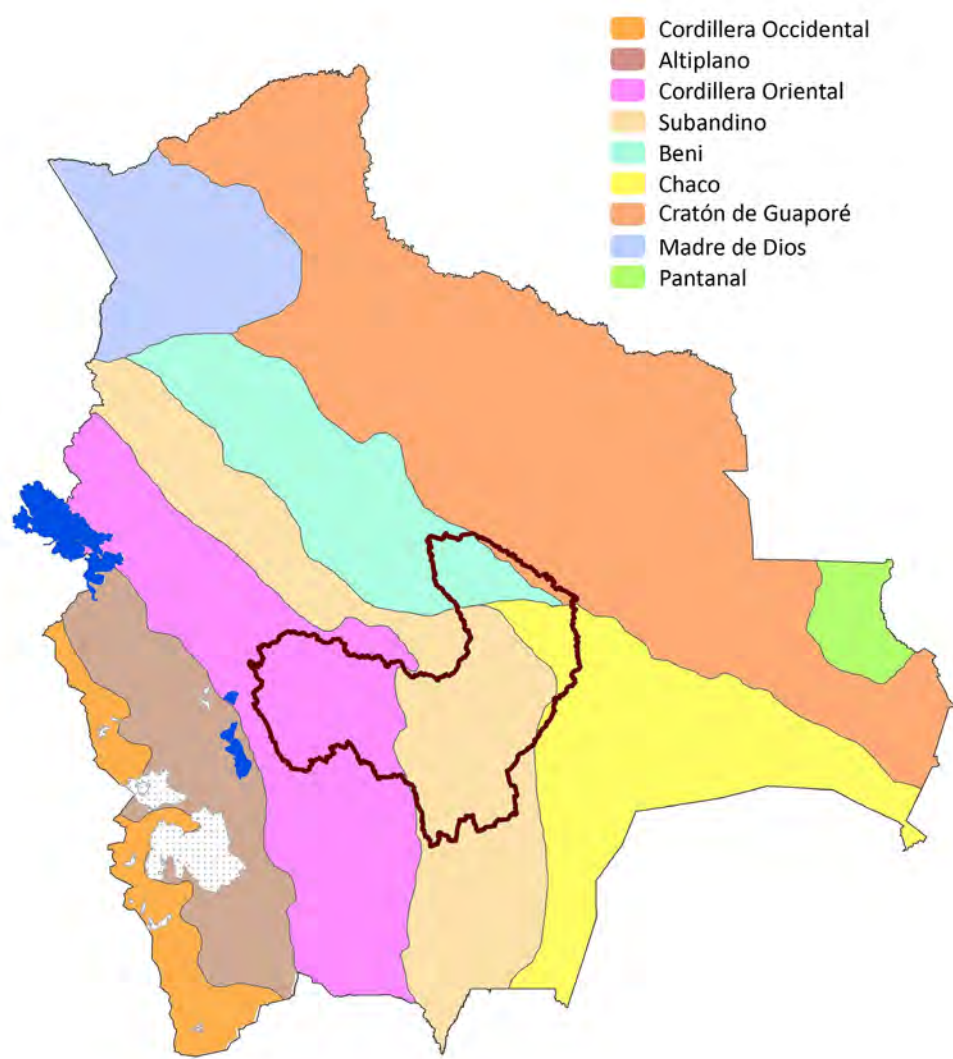 Cordillera Occidental
Altiplano
Cordillera Oriental
Subandino
Beni
Chaco
Cratón de Guaporé
Madre de Dios
Pantanal